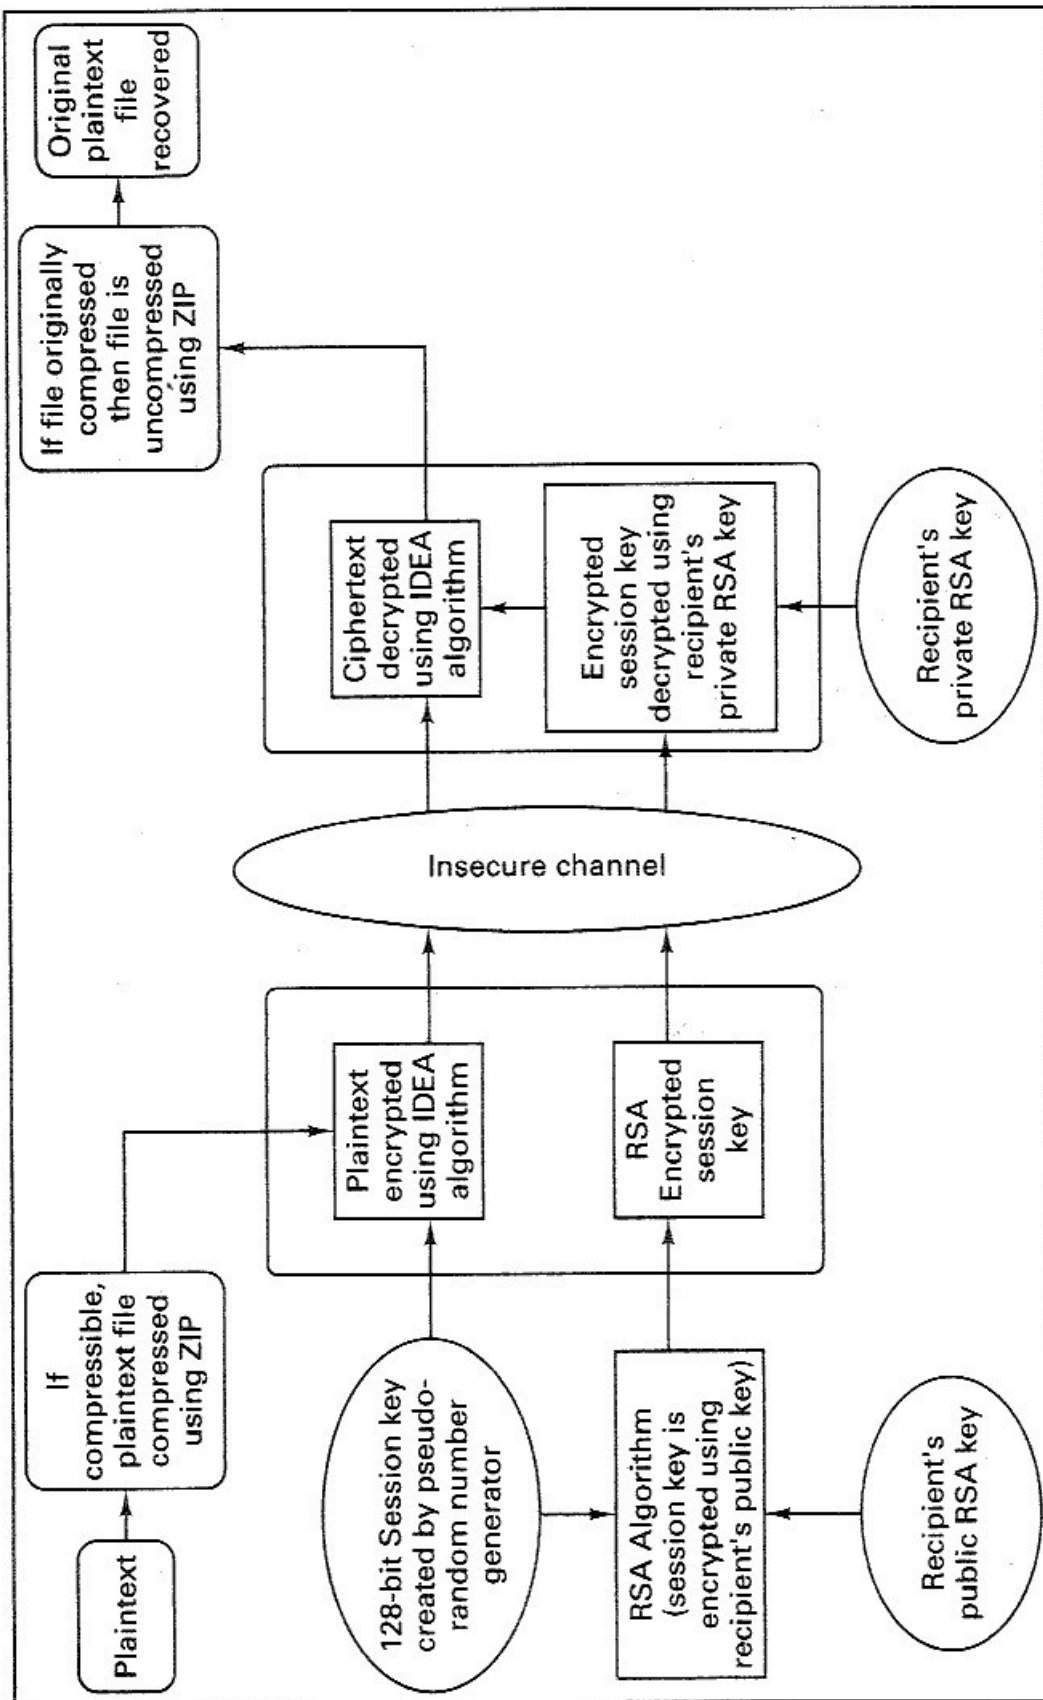 Plaintext
If
compressible,
plaintext file
compressed
using ZIP
128-bit Session key
created by pseudo-
random number
generator
RSA Algorithm
(session key is
encrypted using
recipient's public key)
Recipient's
public RSA key
Plaintext
encrypted
using IDEA
algorithm
RSA
Encrypted
session
key
Insecure channel
Ciphertext
decrypted
using IDEA
algorithm
Encrypted
session key
decrypted using
recipient's
private RSA key
Recipient's
private RSA key
If file originally
compressed
then file is
uncompressed
using ZIP
Original
plaintext
file
recovered